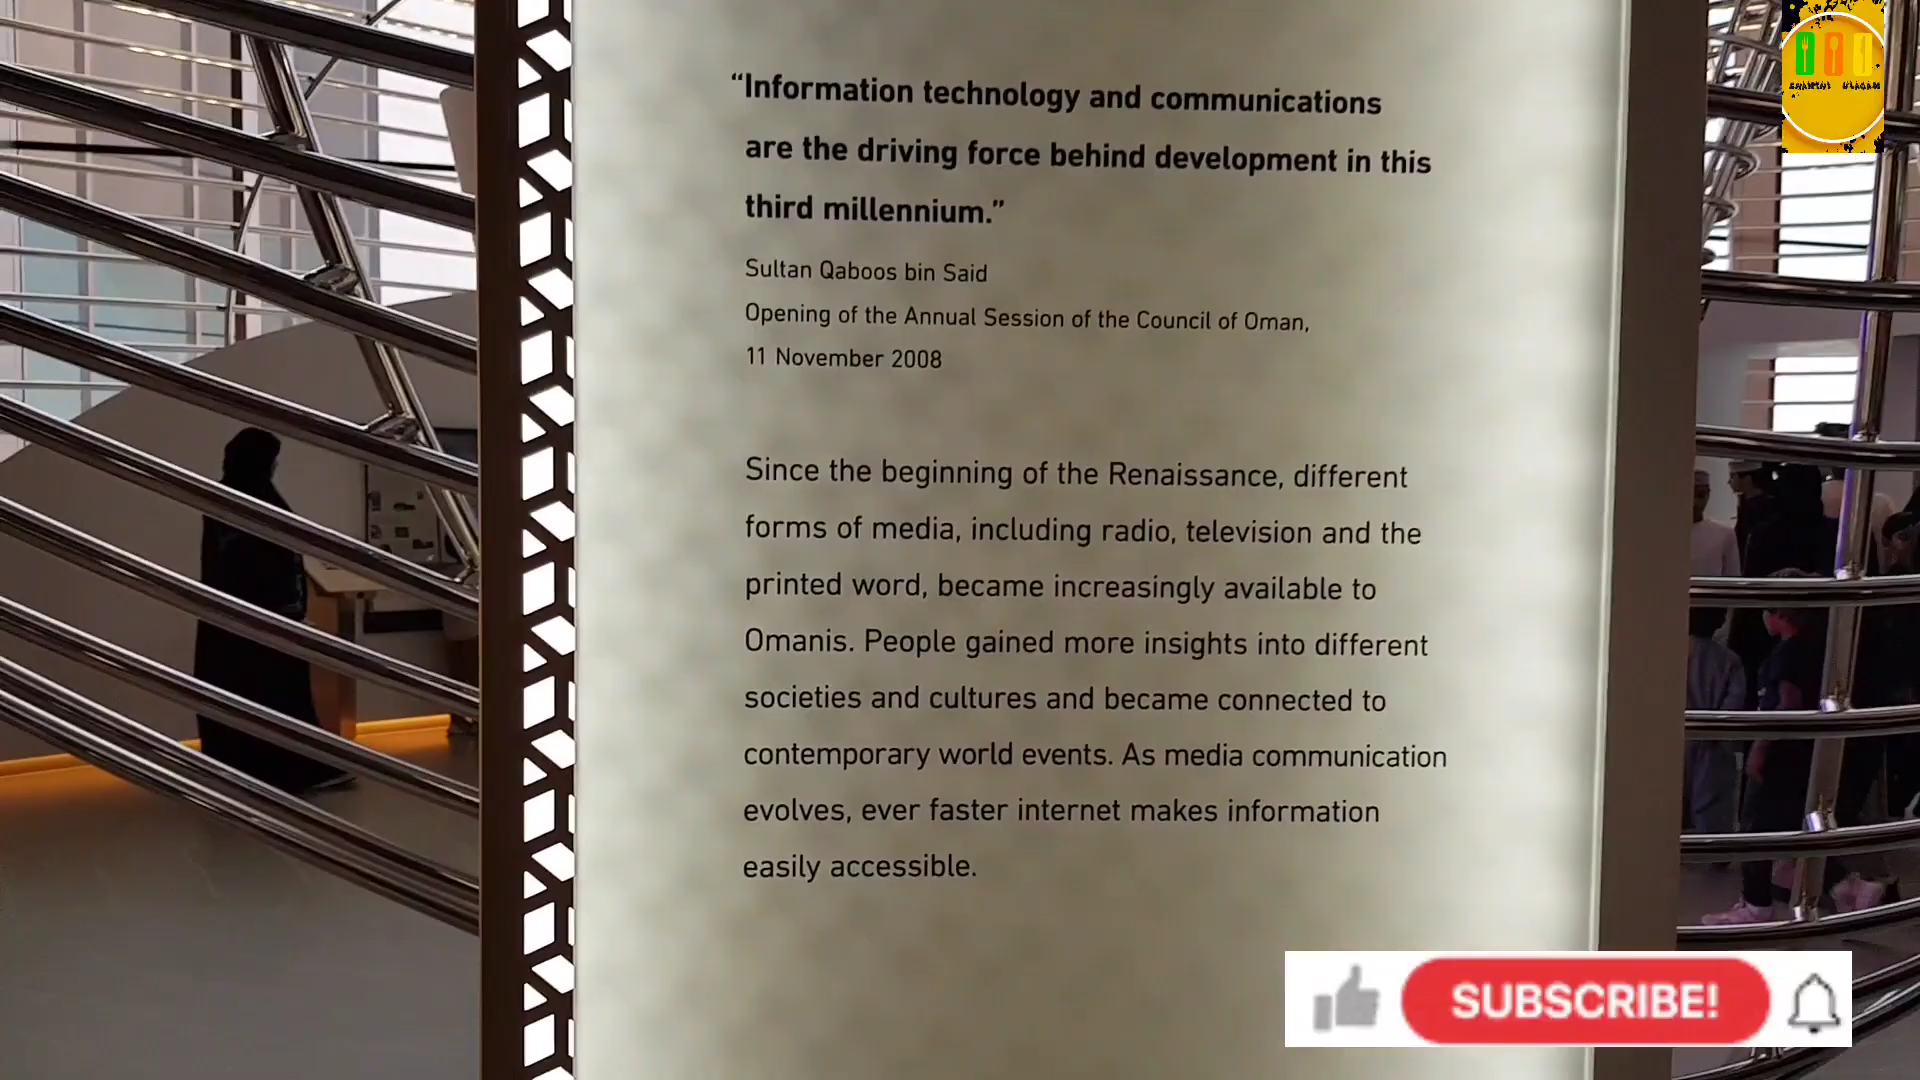 “Information technology and communications
are the driving force behind development in this
third millennium.”
Sultan Qaboos bin Said
Opening of the Annual Session of the Council of Oman,
11 November 2008
Since the beginning of the Renaissance, different
forms of media, including radio, television and the
printed word, became increasingly available to
Omanis. People gained more insights into different
societies and cultures and became connected to
contemporary world events. As media communication
evolves, ever faster internet makes information
easily accessible.
SUBSCRIBE!